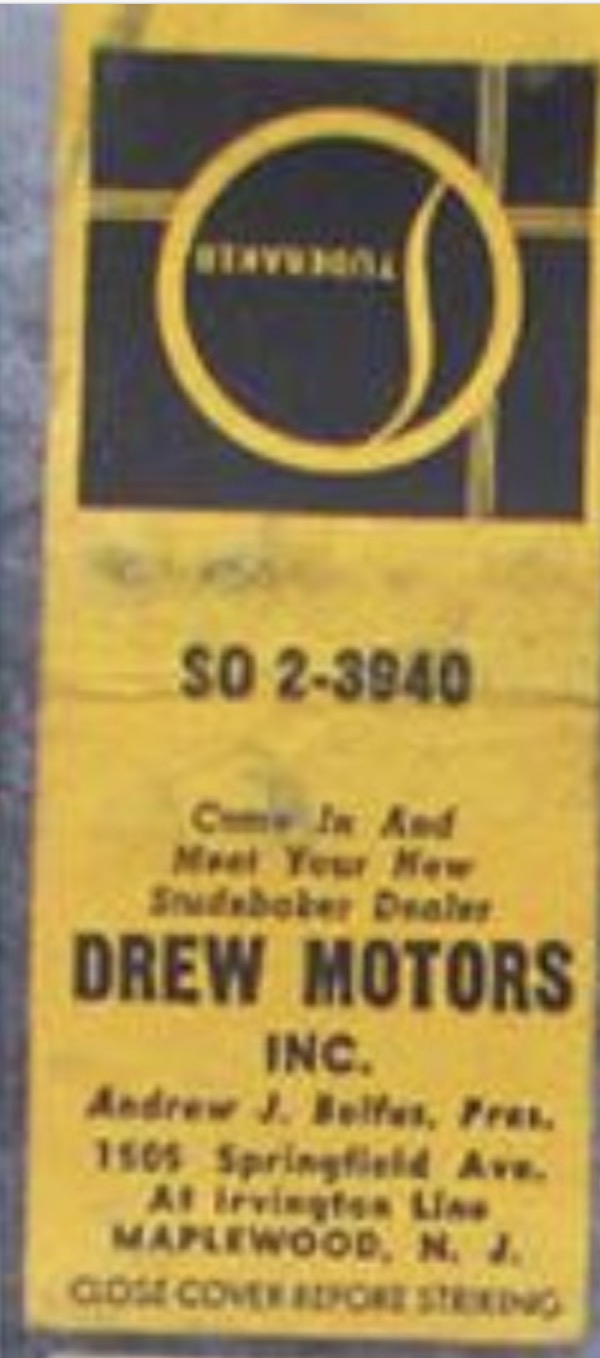 STUDEBAKER
SO 2-3940
Come In And
Meet Your New
Studebaker Dealer
DREW MOTORS
INC.
Andrew J. Pres.
1505 Springfield Ave.
At Irvington Line
MAPLEWOOD, N. J.
CLOSE COVER BEFORE STRIKING